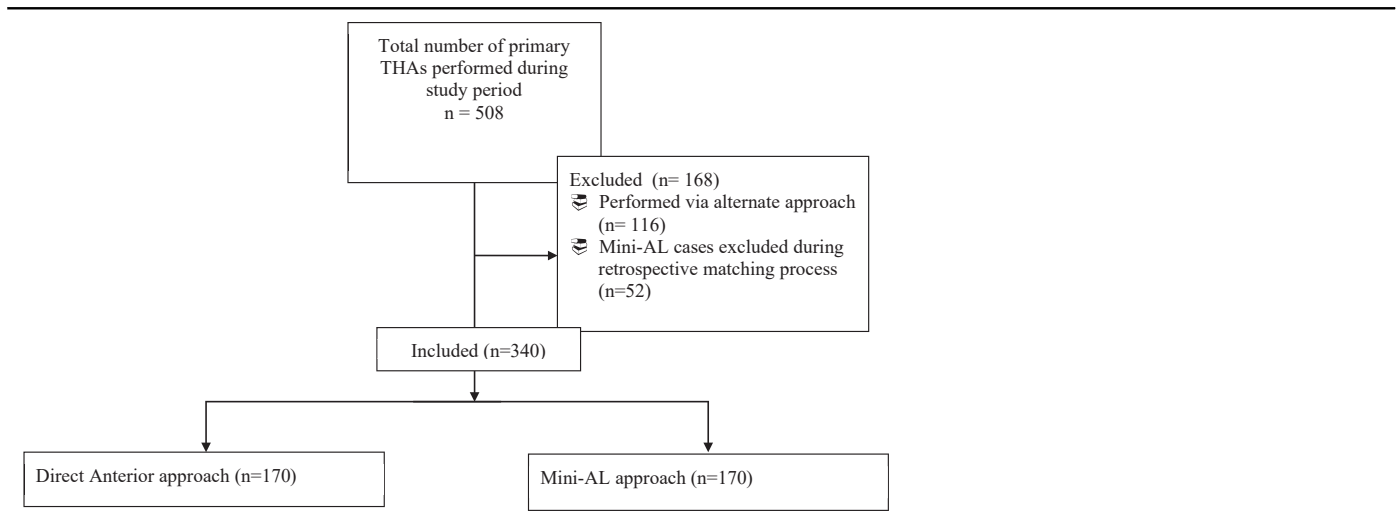 Total number of primary
THAs performed during
study period
n = 508
Excluded (n= 168)
Performed via alternate approach
(n= 116)
Mini-AL cases excluded during
retrospective matching process
(n=52)
Included (n=340)
Direct Anterior approach (n=170)
Mini-AL approach (n=170)